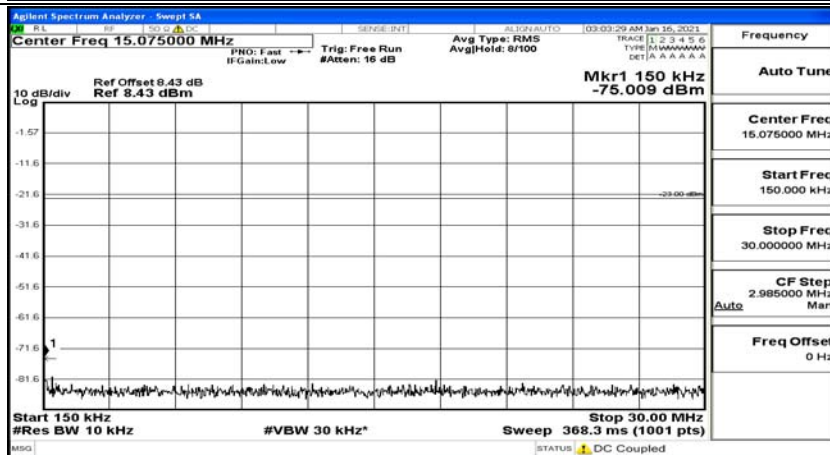 Agilent Spectrum Analyzer - Swept SA
RL RF 50 Ω DC SENSE:INT ALIGN AUTO 03:03:29 AM Jan 16, 2021
Center Freq 15.075000 MHz
PNO: Fast
IFGain:Low
Trig: Free Run
#Atten: 16 dB
Avg Type: RMS
Avg|Hold: 8/100
TRACE 1 2 3 4 5 6
TYPE M W W W W W
DET A A A A A A
Ref Offset 8.43 dB
Ref 8.43 dBm
10 dB/div
Log
Mkr1 150 kHz
-75.009 dBm
-1.57
-11.6
-21.6
-23.00 dBm
-31.6
-41.6
-51.6
-61.6
-71.6
1
-81.6
Start 150 kHz
Stop 30.00 MHz
#Res BW 10 kHz
#VBW 30 kHz*
Sweep 368.3 ms (1001 pts)
MSG
STATUS DC Coupled
Frequency
Auto Tune
Center Freq
15.075000 MHz
Start Freq
150.000 kHz
Stop Freq
30.000000 MHz
CF Step
2.985000 MHz
Auto Man
Freq Offset
0 Hz